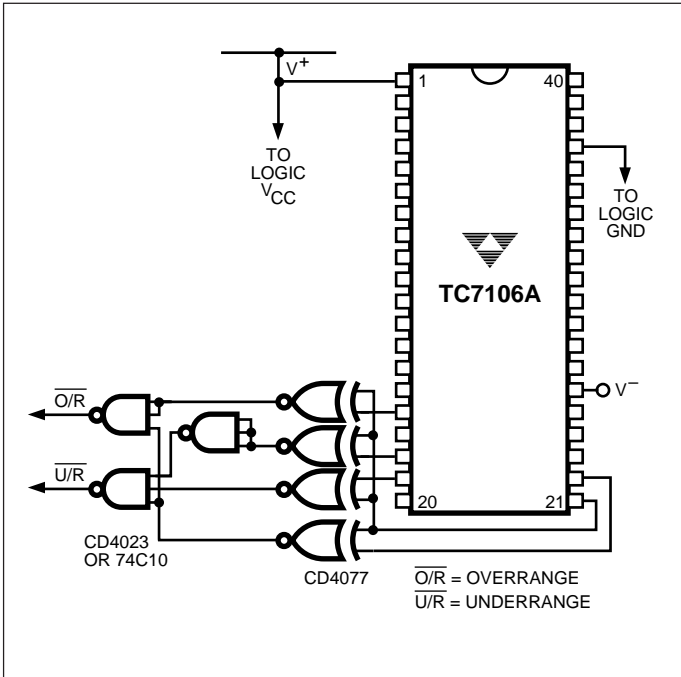 V+
1
40
TO
LOGIC
VCC
TO
LOGIC
GND
TC7106A
O/R
V−
U/R
20
21
CD4023
OR 74C10
CD4077
O/R = OVERRANGE
U/R = UNDERRANGE